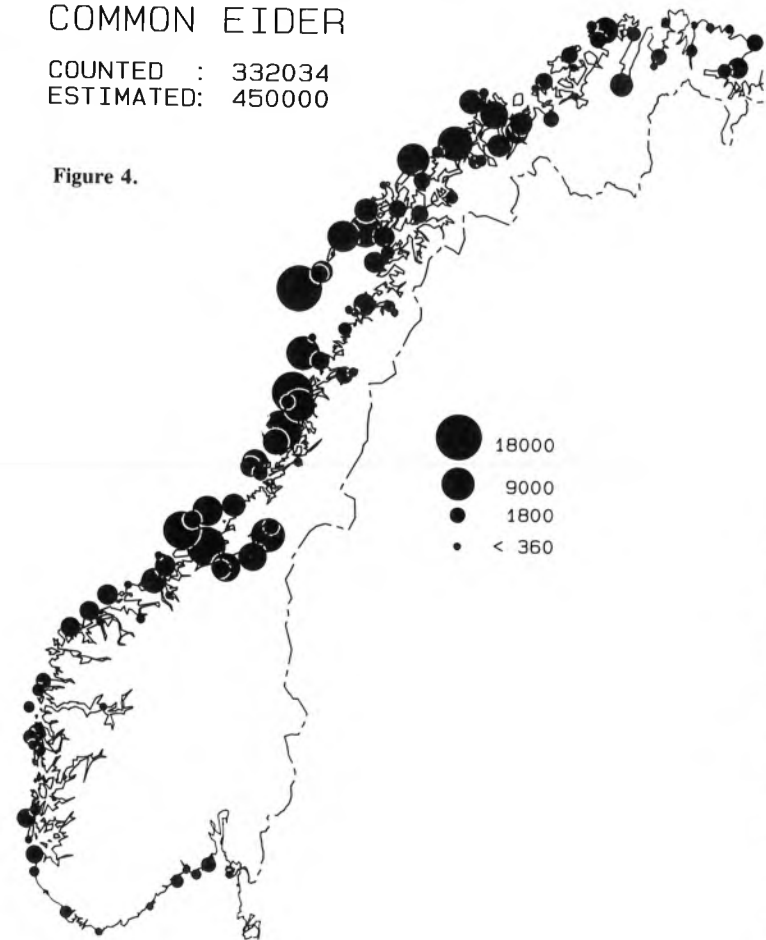 COMMON EIDER
COUNTED : 332034
ESTIMATED: 450000
Figure 4.
18000
9000
1800
< 360